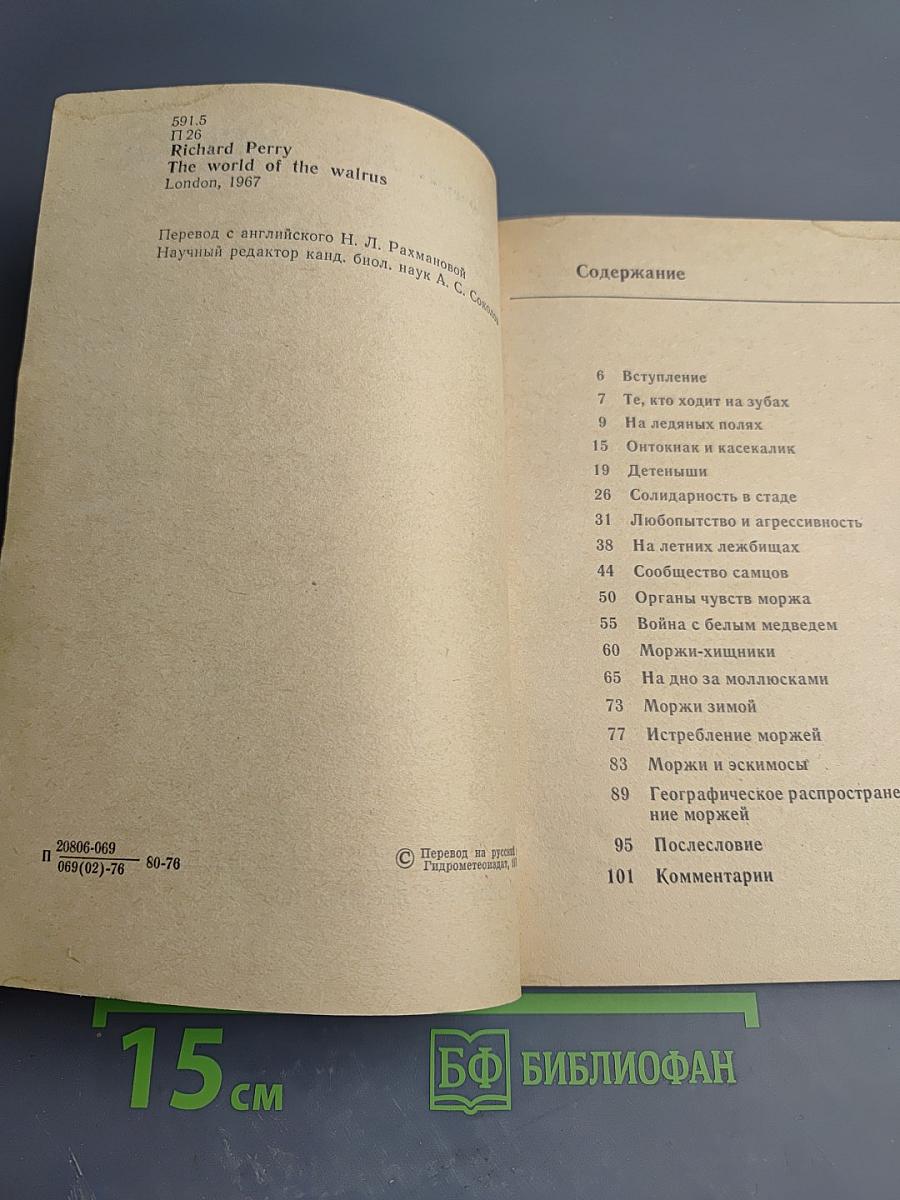 591.5
П 26
Richard Perry
The world of the walrus
London, 1967
Перевод с английского Н. Л. Рахмановой
Научный редактор канд. биол. наук А. С.
П 20806-069
069(02)-76 80-76
© Перевод на русский
Гидрометеоиздат,
Содержание
6 Вступление
7 Те, кто ходит на зубах
9 На ледяных полях
15 Онтокнак и касекалик
19 Детеныши
26 Солидарность в стаде
31 Любопытство и агрессивность
38 На летних лежбищах
44 Сообщество самцов
50 Органы чувств моржа
55 Война с белым медведем
60 Моржи-хищники
65 На дно за моллюсками
73 Моржи зимой
77 Истребление моржей
83 Моржи и эскимосы
89 Географическое распростране
ние моржей
95 Послесловие
101 Комментарии
15 см
БФ БИБЛИОФАН